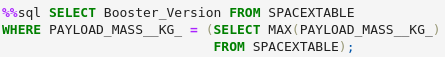 %%sql SELECT Booster_Version FROM SPACEXTABLE
WHERE PAYLOAD_MASS__KG_ = (SELECT MAX(PAYLOAD_MASS__KG_)
FROM SPACEXTABLE);